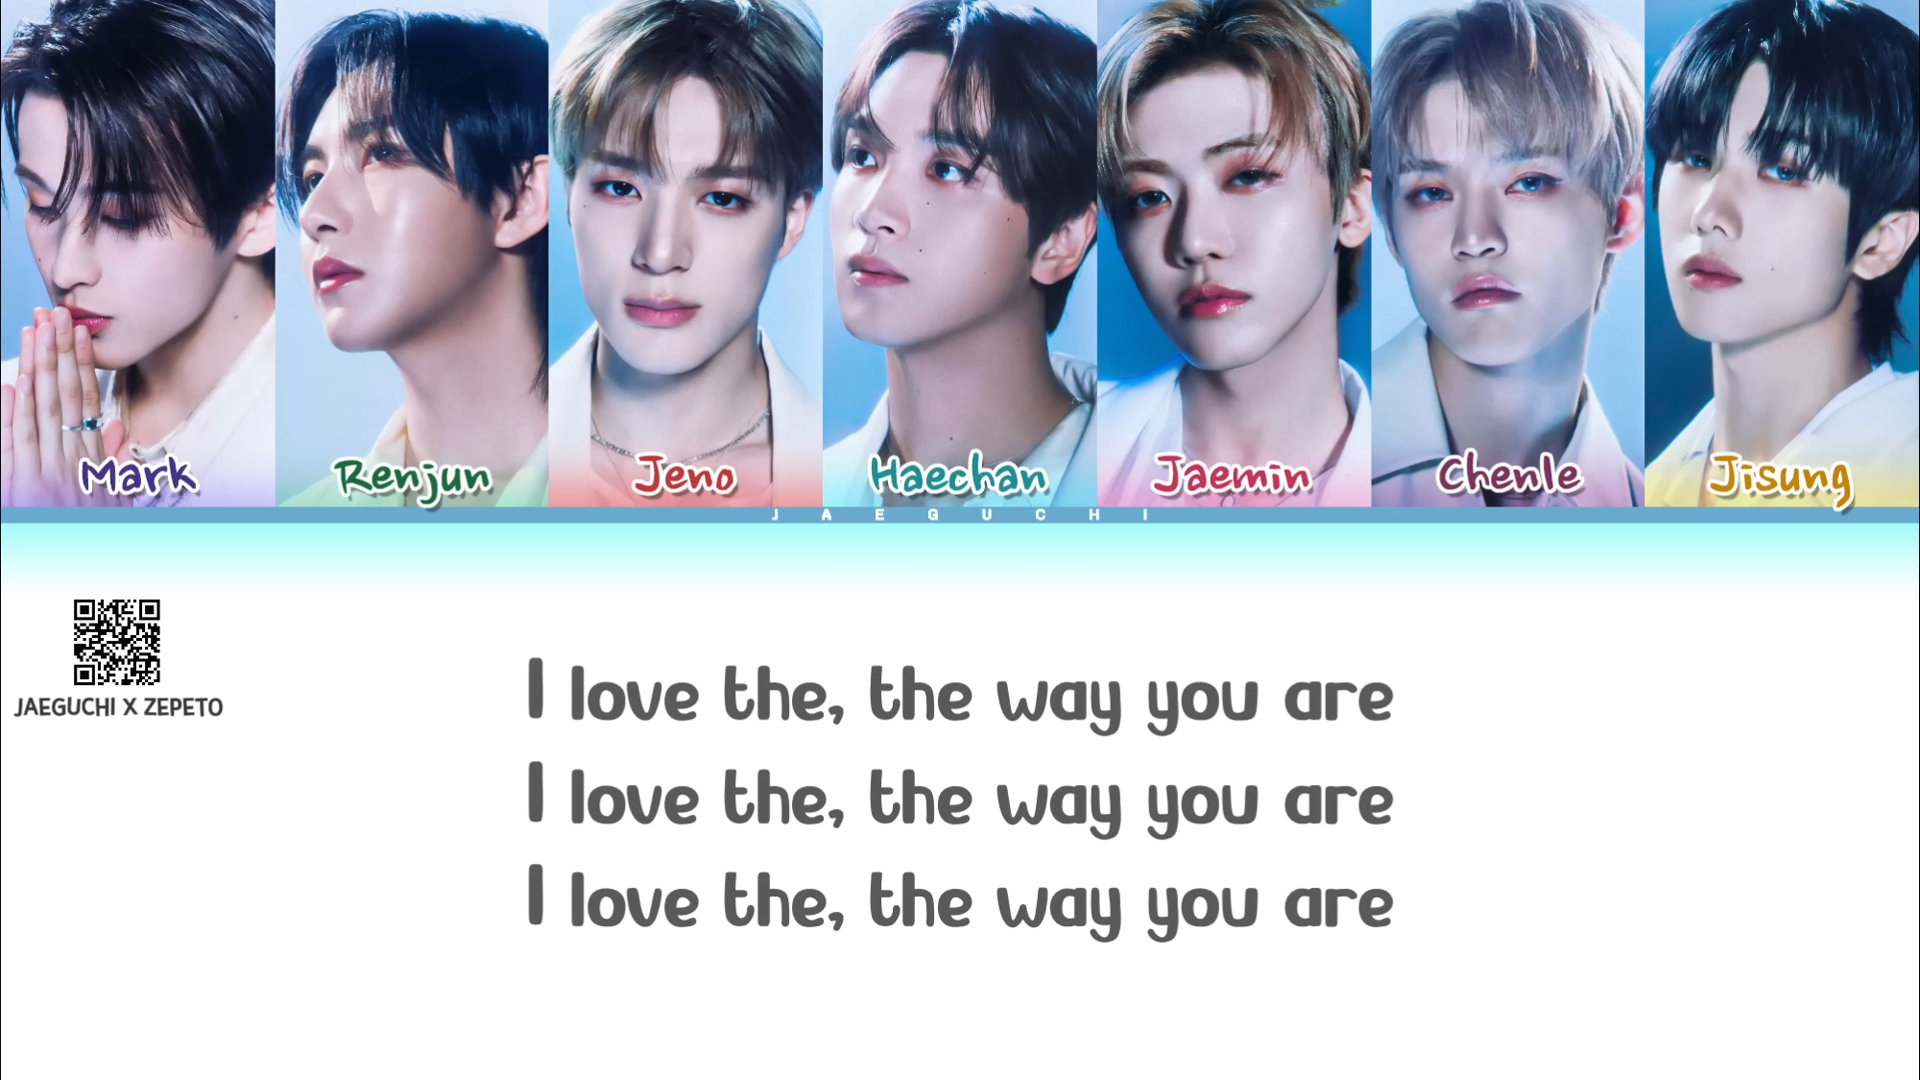 Mark Renjun Jeno Haechan Jaemin Chenle Jisung
JAEGUCHI
JAEGUCHI X ZEPETO
I love the, the way you are
I love the, the way you are
I love the, the way you are